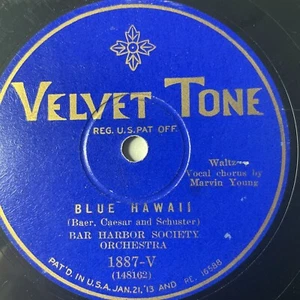 VELVET TONE
REG. U.S. PAT OFF.
Waltz
Vocal chorus by
Marvin Young
BLUE HAWAII
(Baer, Caesar and Schuster)
BAR HARBOR SOCIETY
ORCHESTRA
1887-V
(148162)
PAT'D. IN U.S.A. JAN. 21, '13 AND RE. 16588